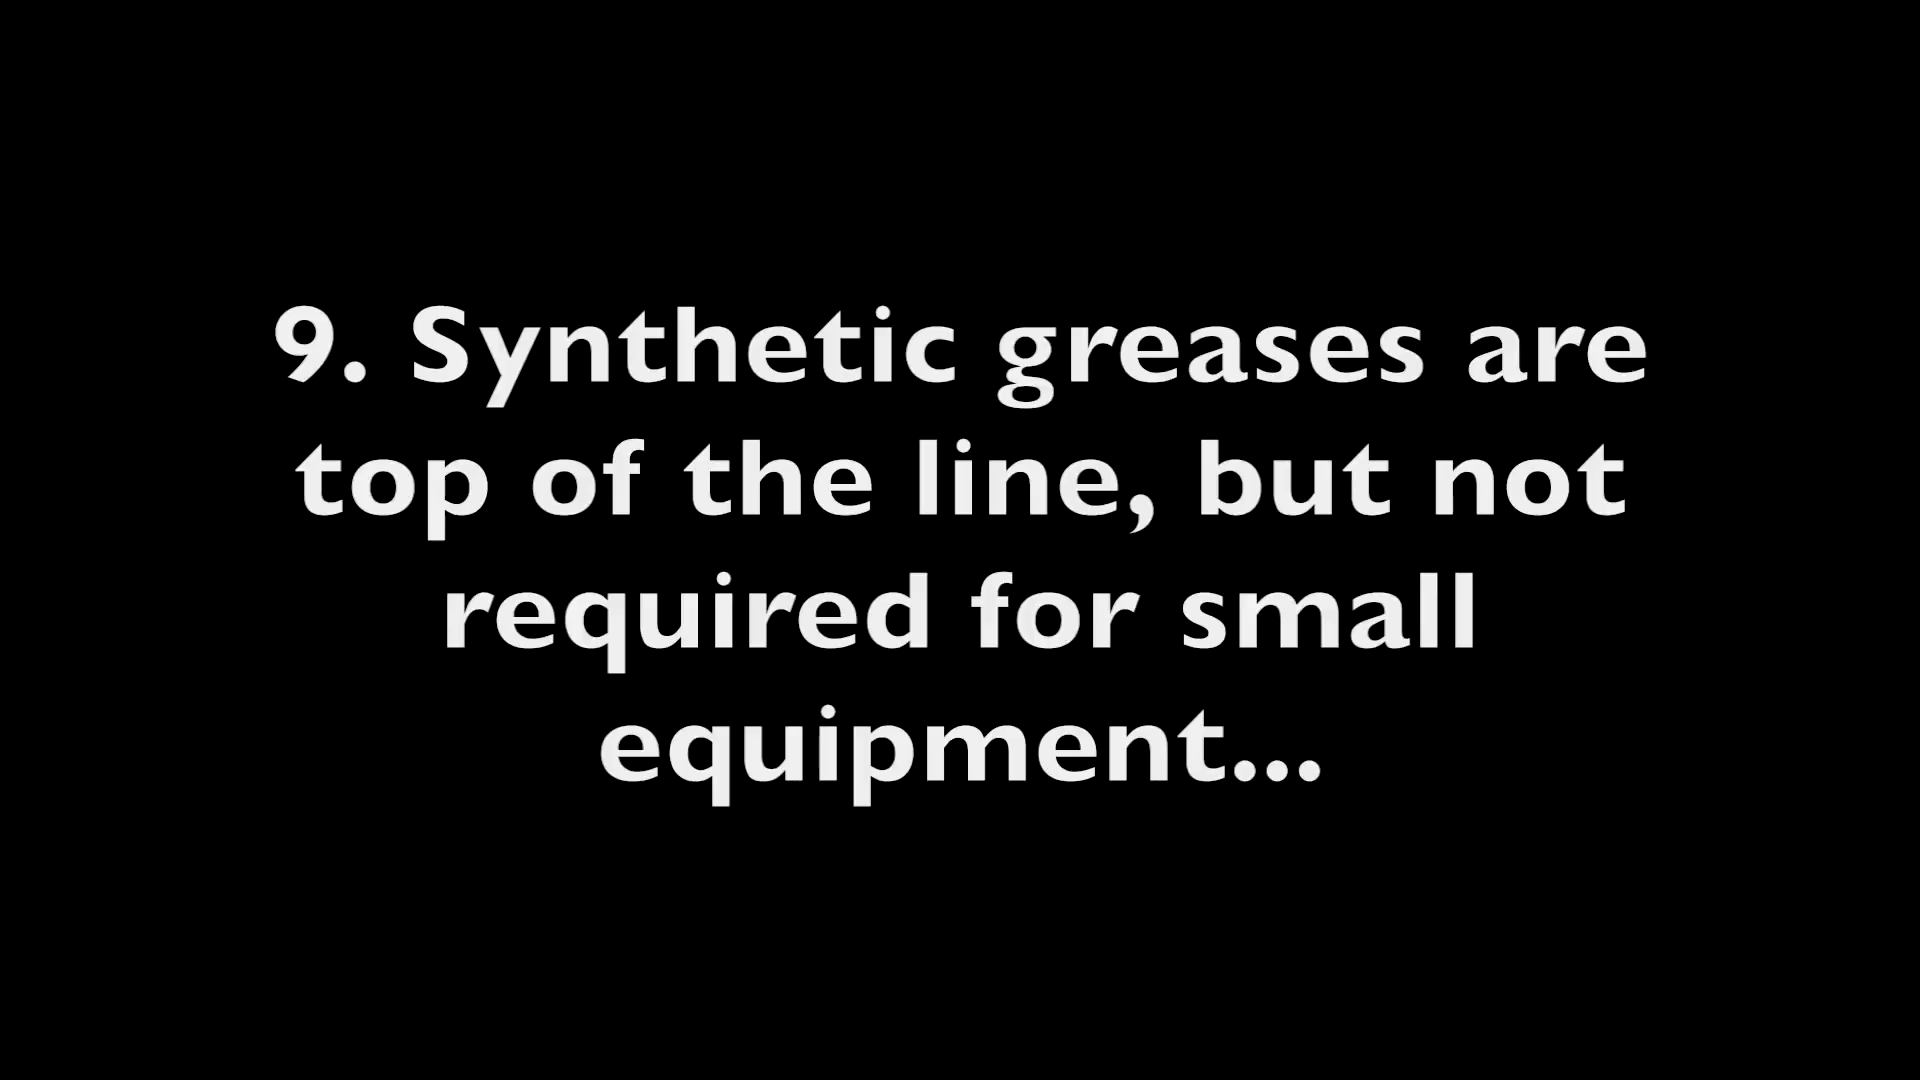 9. Synthetic greases are
top of the line, but not
required for small
equipment...